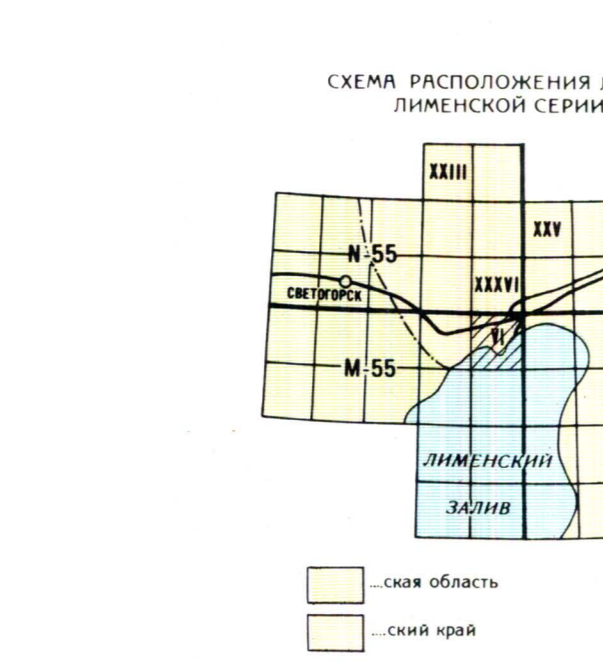 СХЕМА РАСПОЛОЖЕНИЯ
ЛИМЕНСКОЙ СЕРИИ
XXIII
XXV
N-55
XXXVI
СВЕТОГОРСК
VI
M-55
ЛИМЕНСКИЙ
ЗАЛИВ
....ская область
....ский край